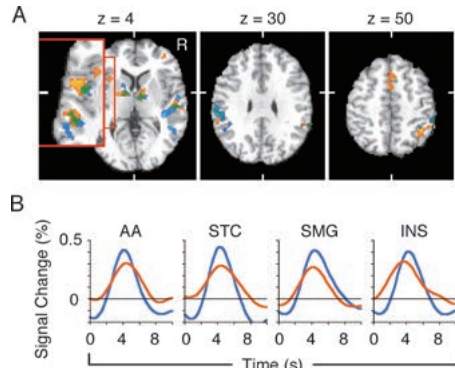 A
z = 4
z = 30
z = 50
R
B
AA
STC
SMG
INS
Signal Change (%)
0.5
0
0 4 8 0 4 8 0 4 8 0 4 8
Time (s)